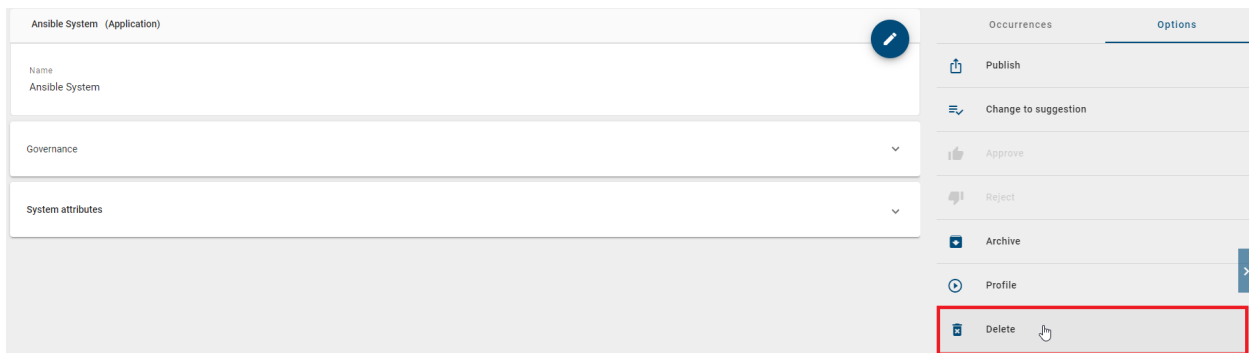 Ansible System (Application)
Name
Ansible System
Governance
System attributes
Occurrences
Options
Publish
Change to suggestion
Approve
Reject
Archive
Profile
Delete